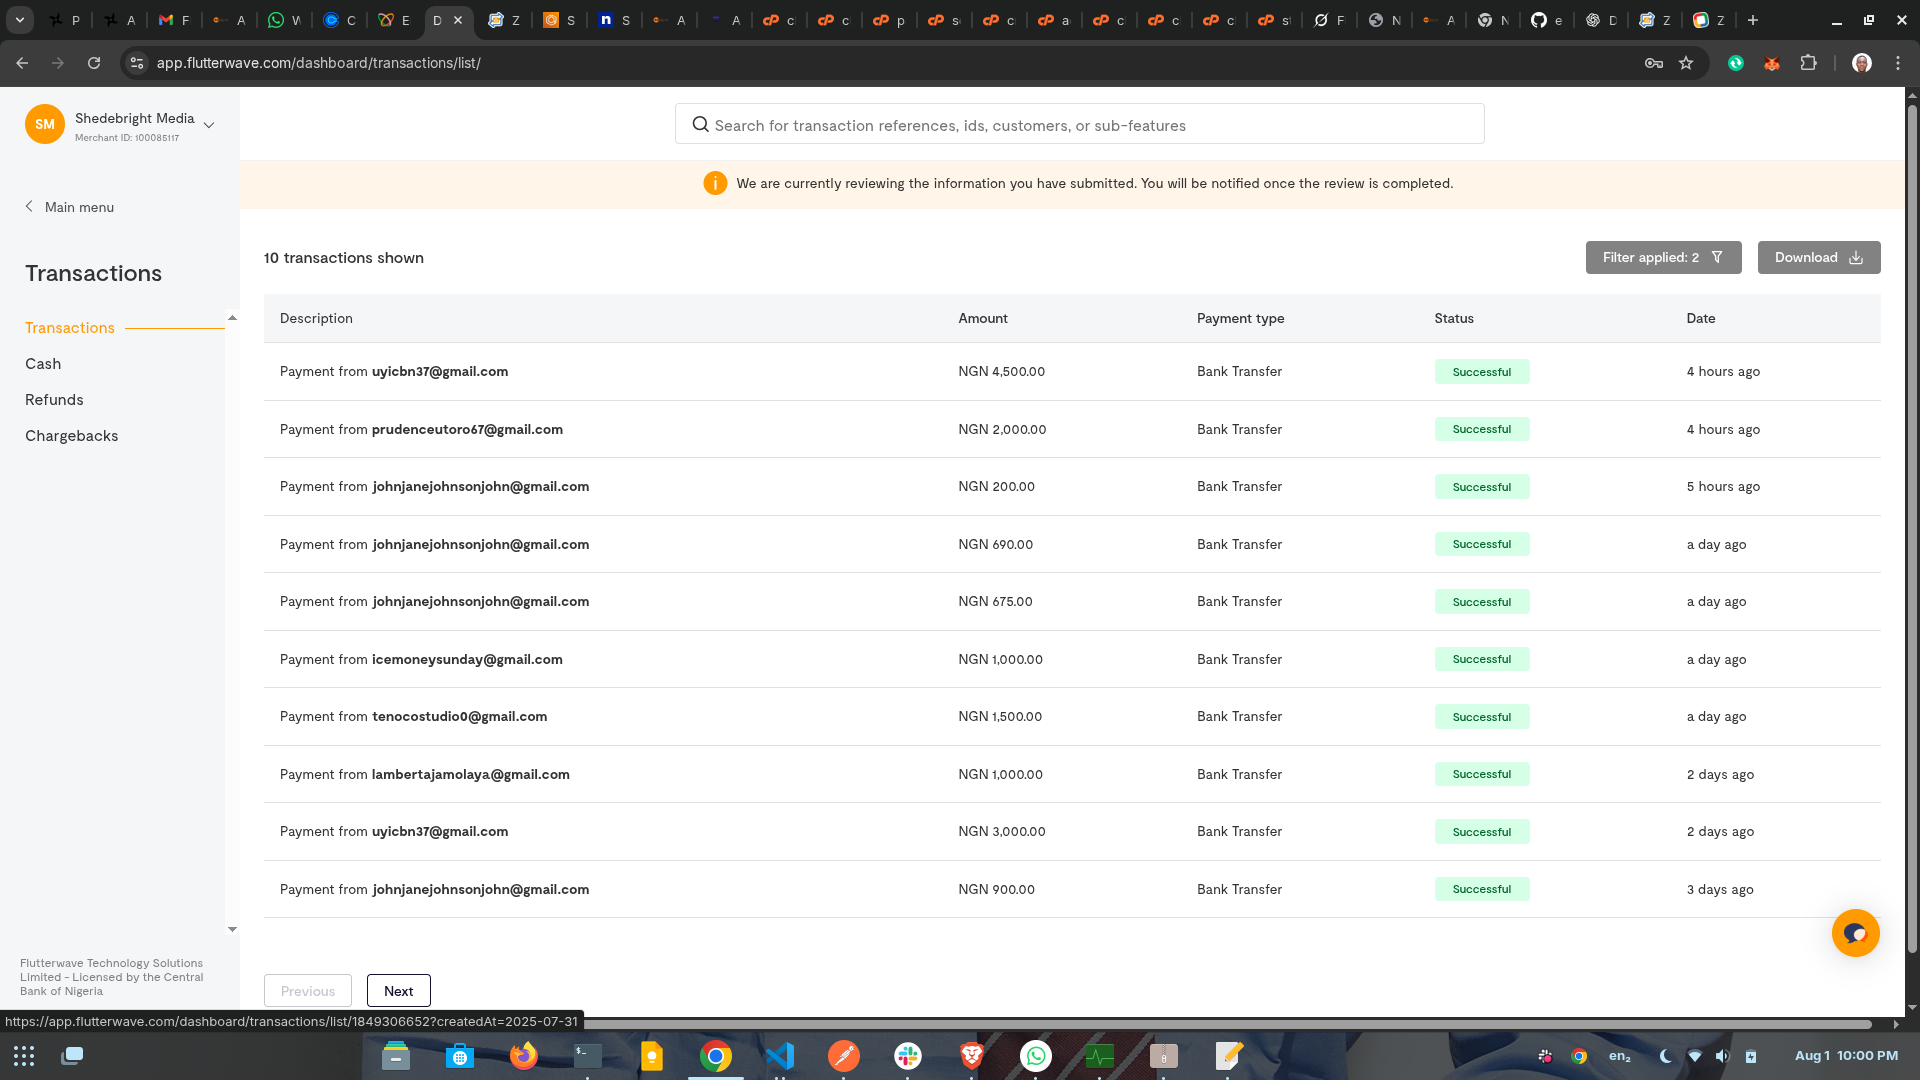 P
A
F
A
W
C
E
D
Z
S
S
A
A
c
c
p
s
c
a
c
c
c
s
F
N
A
N
e
D
Z
Z
app.flutterwave.com/dashboard/transactions/list/
SM
Shedebright Media
Merchant ID: 100085117
Search for transaction references, ids, customers, or sub-features
We are currently reviewing the information you have submitted. You will be notified once the review is completed.
Main menu
Transactions
Transactions
Cash
Refunds
Chargebacks
10 transactions shown
Filter applied: 2
Download
Description Amount Payment type Status Date
Payment from uyicbn37@gmail.com NGN 4,500.00 Bank Transfer Successful 4 hours ago
Payment from prudenceutoro67@gmail.com NGN 2,000.00 Bank Transfer Successful 4 hours ago
Payment from johnjanejohnsonjohn@gmail.com NGN 200.00 Bank Transfer Successful 5 hours ago
Payment from johnjanejohnsonjohn@gmail.com NGN 690.00 Bank Transfer Successful a day ago
Payment from johnjanejohnsonjohn@gmail.com NGN 675.00 Bank Transfer Successful a day ago
Payment from icemoneysunday@gmail.com NGN 1,000.00 Bank Transfer Successful a day ago
Payment from tenocostudio0@gmail.com NGN 1,500.00 Bank Transfer Successful a day ago
Payment from lambertajamolaya@gmail.com NGN 1,000.00 Bank Transfer Successful 2 days ago
Payment from uyicbn37@gmail.com NGN 3,000.00 Bank Transfer Successful 2 days ago
Payment from johnjanejohnsonjohn@gmail.com NGN 900.00 Bank Transfer Successful 3 days ago
Flutterwave Technology Solutions
Limited - Licensed by the Central
Bank of Nigeria
Previous
Next
https://app.flutterwave.com/dashboard/transactions/list/1849306652?createdAt=2025-07-31
en₂
Aug 1 10:00 PM